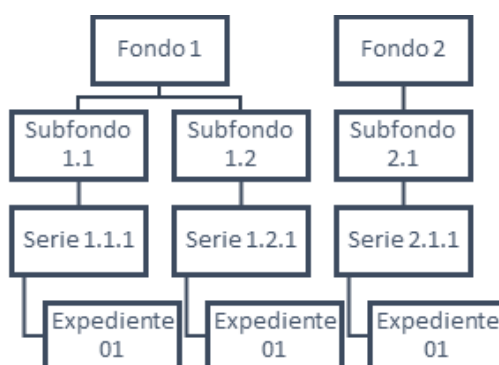 Fondo 1
Fondo 2
Subfondo
1.1
Subfondo
1.2
Subfondo
2.1
Serie 1.1.1
Serie 1.2.1
Serie 2.1.1
Expediente
01
Expediente
01
Expediente
01